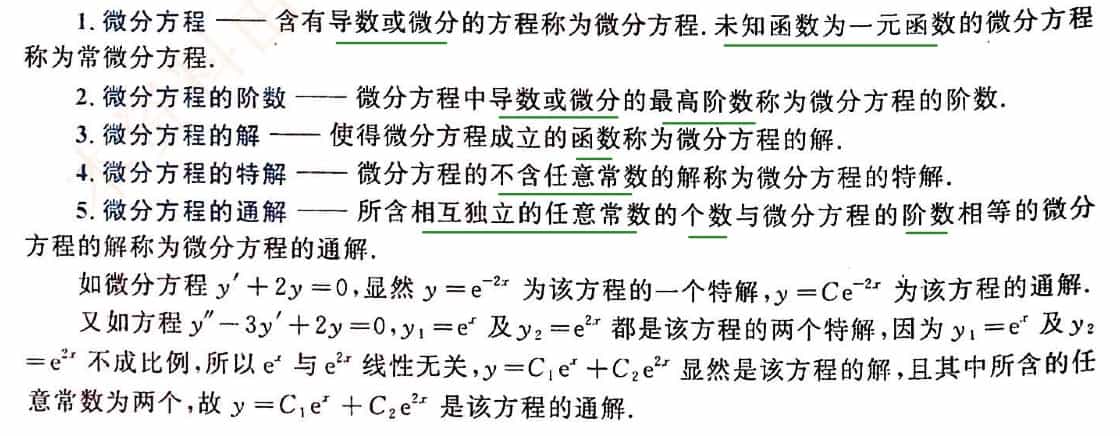 1. 微分方程 —— 含有导数或微分的方程称为微分方程. 未知函数为一元函数的微分方程
称为常微分方程.
2. 微分方程的阶数 —— 微分方程中导数或微分的最高阶数称为微分方程的阶数.
3. 微分方程的解 —— 使得微分方程成立的函数称为微分方程的解.
4. 微分方程的特解 —— 微分方程的不含任意常数的解称为微分方程的特解.
5. 微分方程的通解 —— 所含相互独立的任意常数的个数与微分方程的阶数相等的微分
方程的解称为微分方程的通解.
如微分方程 y′+2y=0,显然 y=e⁻²ˣ 为该方程的一个特解,y=Ce⁻²ˣ 为该方程的通解.
又如方程 y″−3y′+2y=0,y₁=eˣ 及 y₂=e²ˣ 都是该方程的两个特解,因为 y₁=eˣ 及 y₂
=e²ˣ 不成比例,所以 eˣ 与 e²ˣ 线性无关,y=C₁eˣ+C₂e²ˣ 显然是该方程的解,且其中所含的任
意常数为两个,故 y=C₁eˣ+C₂e²ˣ 是该方程的通解.